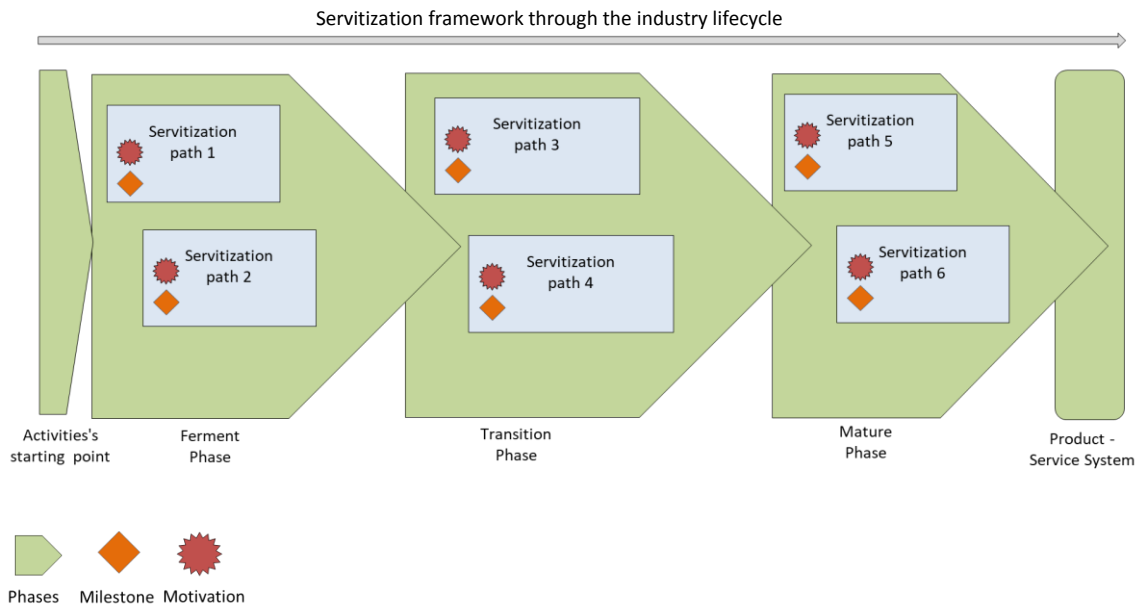 Servitization framework through the industry lifecycle
Servitization
path 1
Servitization
path 2
Servitization
path 3
Servitization
path 4
Servitization
path 5
Servitization
path 6
Activities's
starting point
Ferment
Phase
Transition
Phase
Mature
Phase
Product -
Service System
Phases
Milestone
Motivation